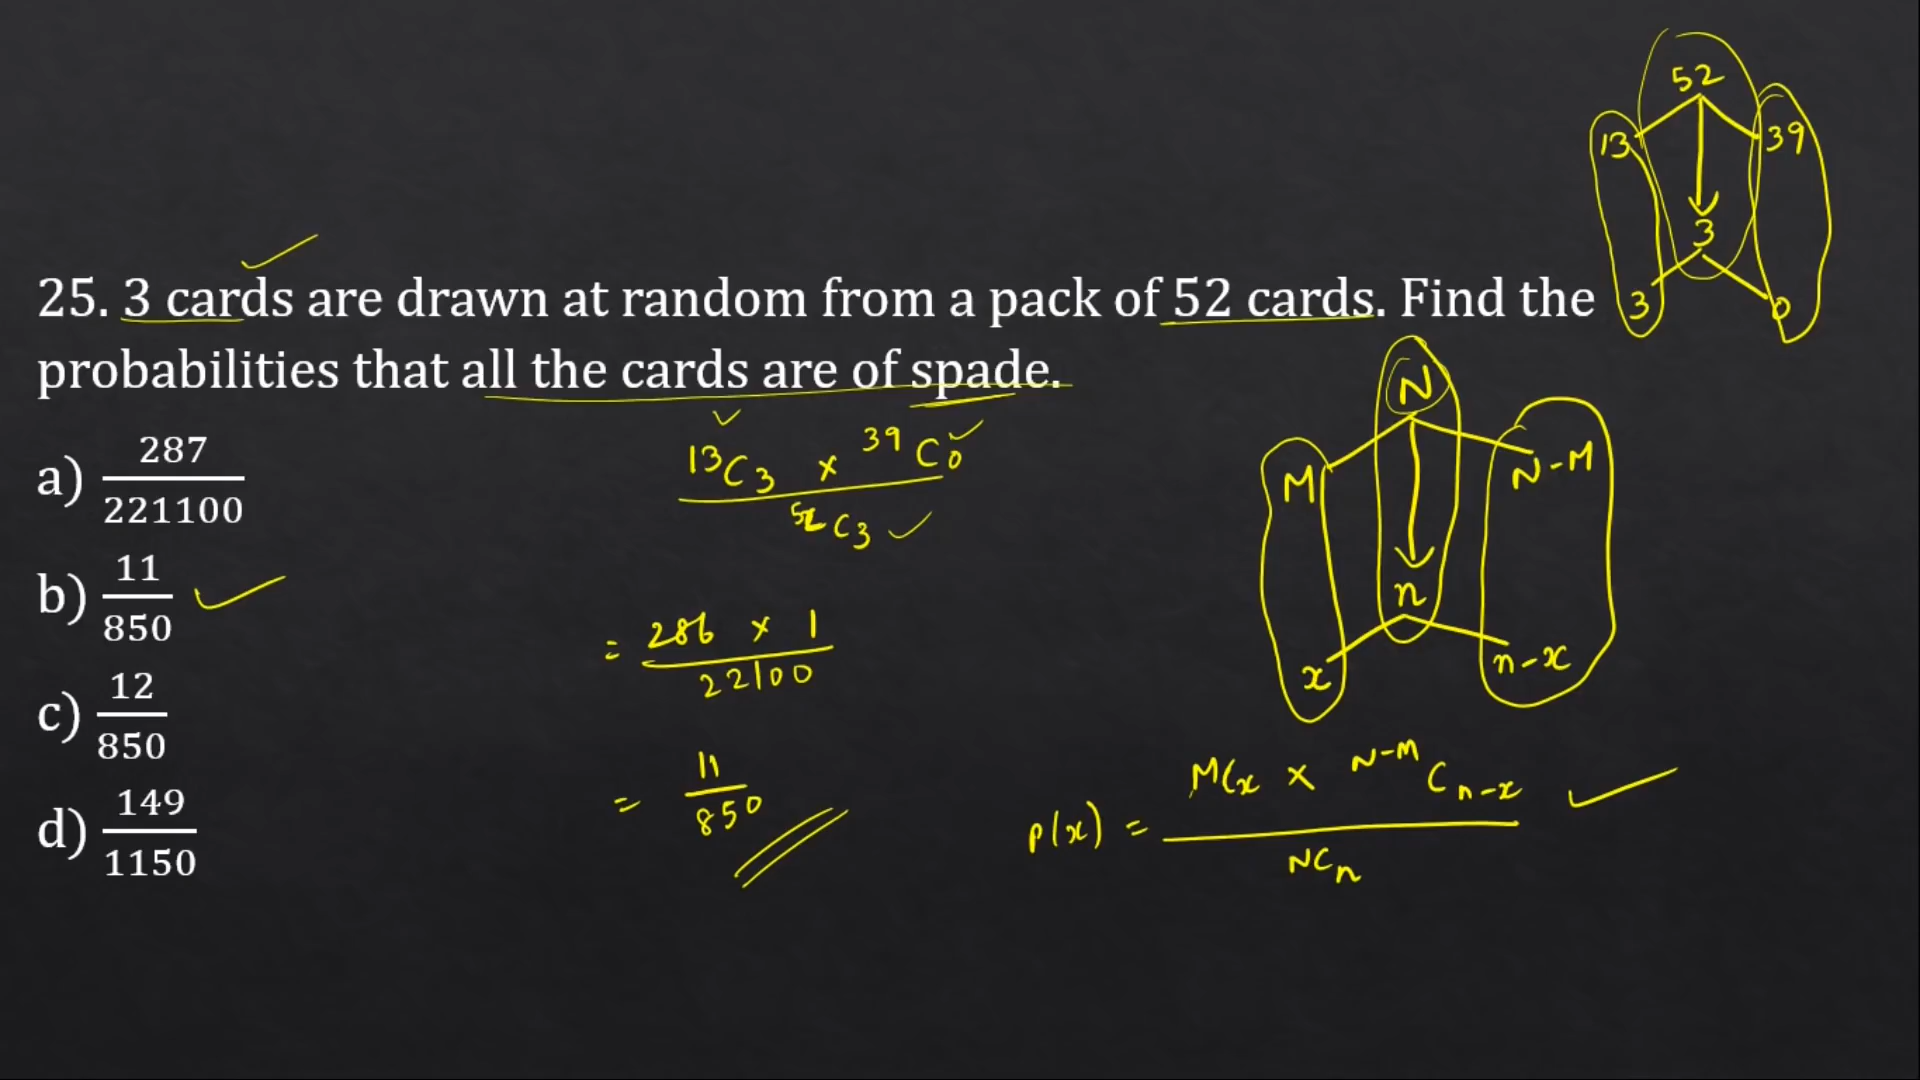 52
13 39
3
3 0
25. 3 cards are drawn at random from a pack of 52 cards. Find the
probabilities that all the cards are of spade.
a) 287/221100
b) 11/850
c) 12/850
d) 149/1150
13C3 x 39C0
52C3
= 286 x 1
22100
= 11
850
N
M N-M
n
x n-x
P(x) = MCx x N-MCn-x
NCn